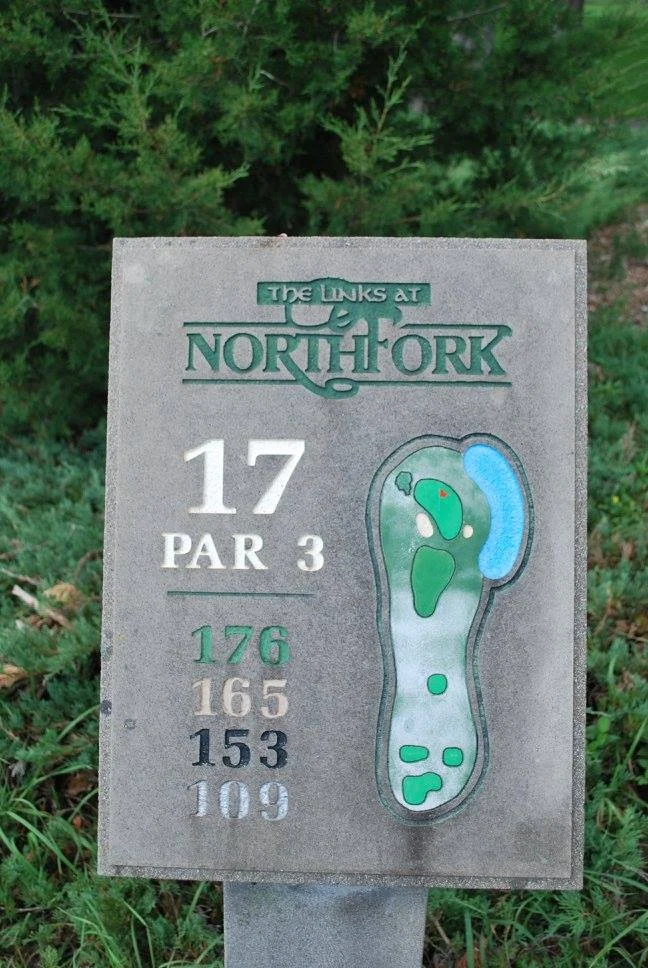 THE LINKS AT
NORTHFORK
17
PAR 3
176
165
153
109